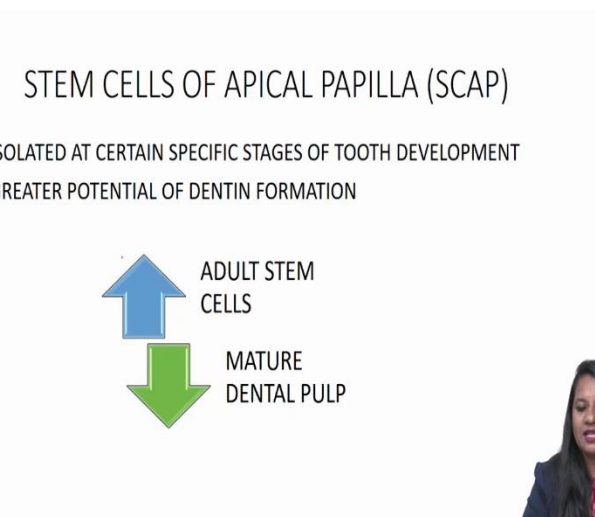 STEM CELLS OF APICAL PAPILLA (SCAP)
SOLATED AT CERTAIN SPECIFIC STAGES OF TOOTH DEVELOPMENT
REATER POTENTIAL OF DENTIN FORMATION
ADULT STEM
CELLS
MATURE
DENTAL PULP